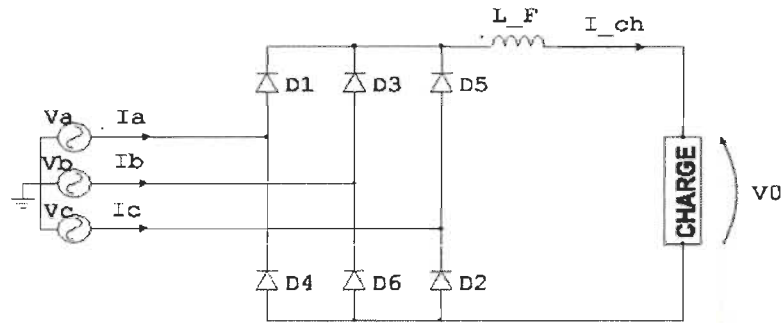 L_F
I_ch
D1
D3
D5
Va
Ia
Vb
Ib
Vc
Ic
CHARGE
V0
D4
D6
D2